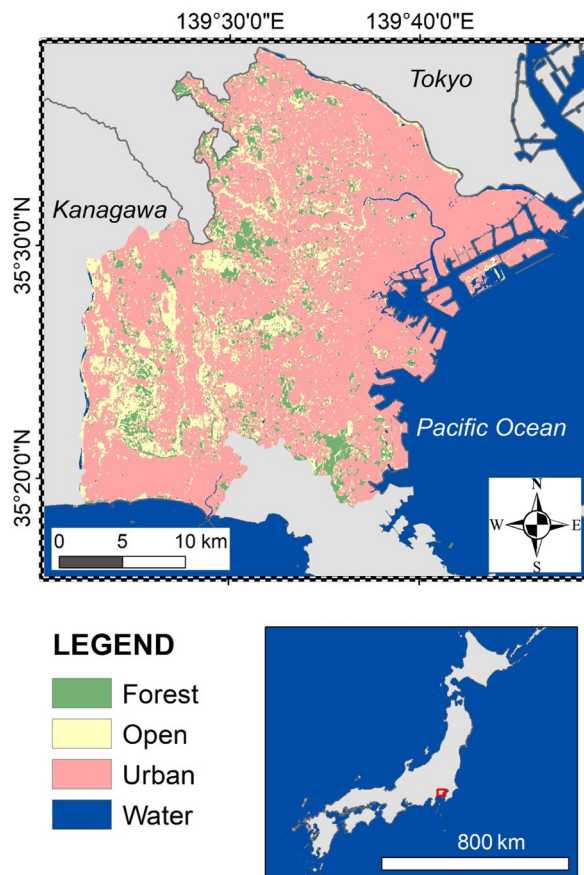 139°30'0"E 139°40'0"E
Tokyo
Kanagawa
35°30'0"N
Pacific Ocean
35°20'0"N
N
W E
S
0 5 10 km
LEGEND
Forest
Open
Urban
Water
800 km